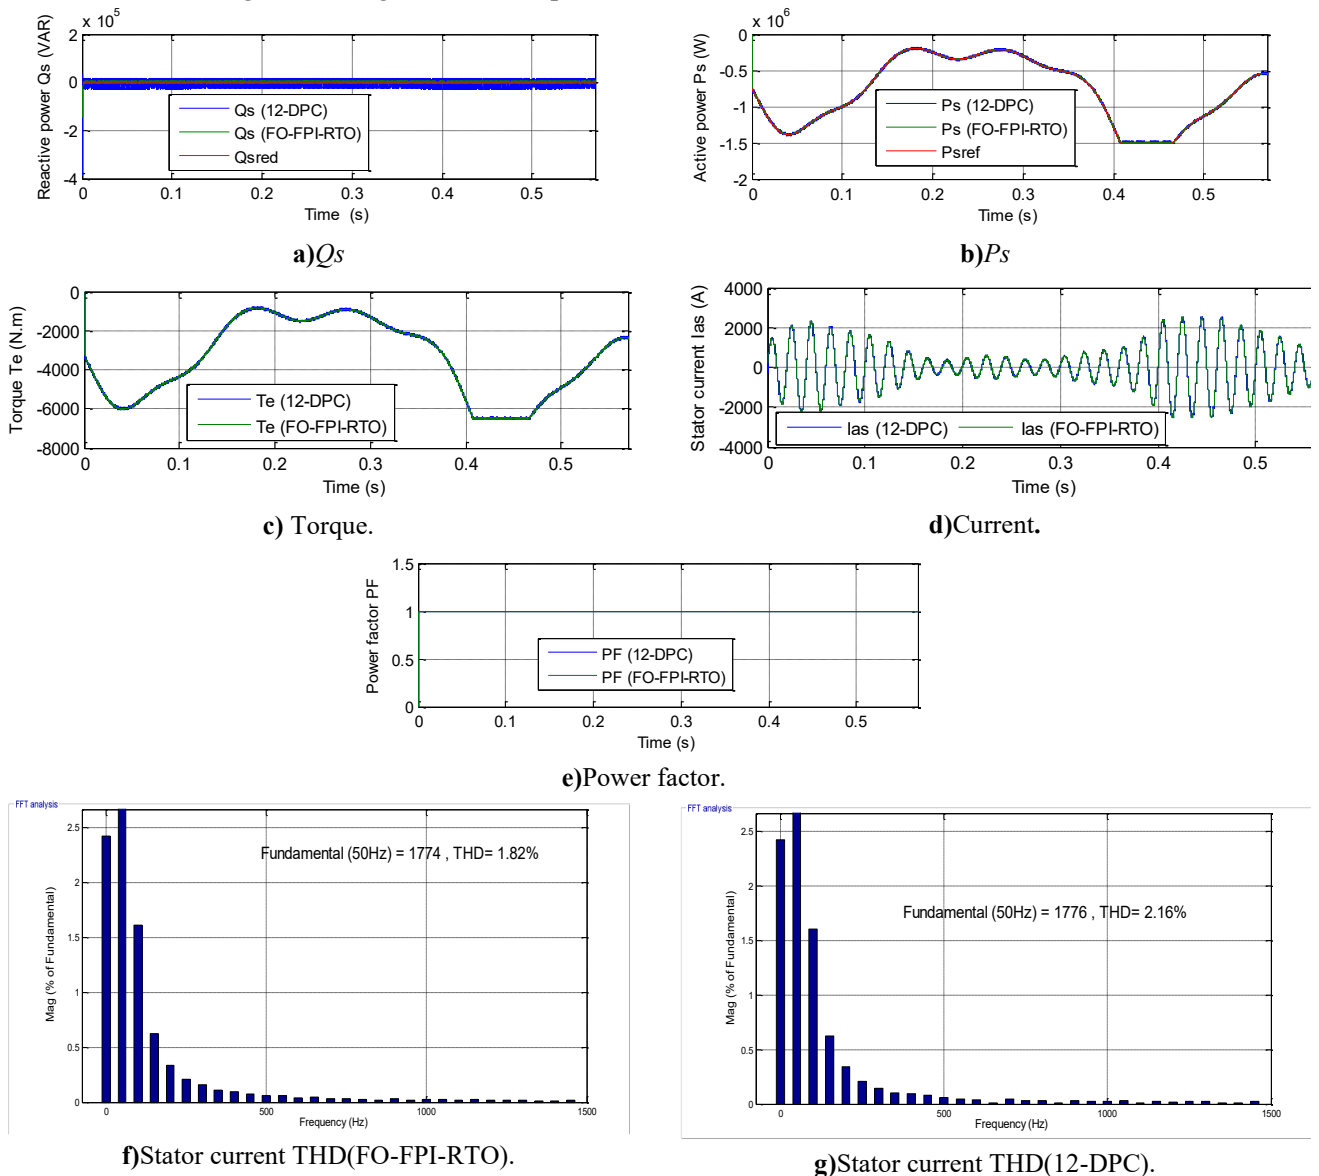 x 10^5
2
0
-2
-4
Reactive power Qs (VAR)
Qs (12-DPC)
Qs (FO-FPI-RTO)
Qsred
0 0.1 0.2 0.3 0.4 0.5
Time (s)
a)Qs
x 10^6
0
-0.5
-1
-1.5
-2
Active power Ps (W)
Ps (12-DPC)
Ps (FO-FPI-RTO)
Psref
0 0.1 0.2 0.3 0.4 0.5
Time (s)
b)Ps
0
-2000
-4000
-6000
-8000
Torque Te (N.m)
Te (12-DPC)
Te (FO-FPI-RTO)
0 0.1 0.2 0.3 0.4 0.5
Time (s)
c) Torque.
4000
2000
0
-2000
-4000
Stator current Ias (A)
Ias (12-DPC) Ias (FO-FPI-RTO)
0 0.1 0.2 0.3 0.4 0.5
Time (s)
d)Current.
1.5
1
0.5
0
Power factor PF
PF (12-DPC)
PF (FO-FPI-RTO)
0 0.1 0.2 0.3 0.4 0.5
Time (s)
e)Power factor.
FFT analysis
2.5
2
1.5
1
0.5
0
Mag (% of Fundamental)
Fundamental (50Hz) = 1774 , THD= 1.82%
0 500 1000 1500
Frequency (Hz)
f)Stator current THD(FO-FPI-RTO).
FFT analysis
2.5
2
1.5
1
0.5
0
Mag (% of Fundamental)
Fundamental (50Hz) = 1776 , THD= 2.16%
0 500 1000 1500
Frequency (Hz)
g)Stator current THD(12-DPC).